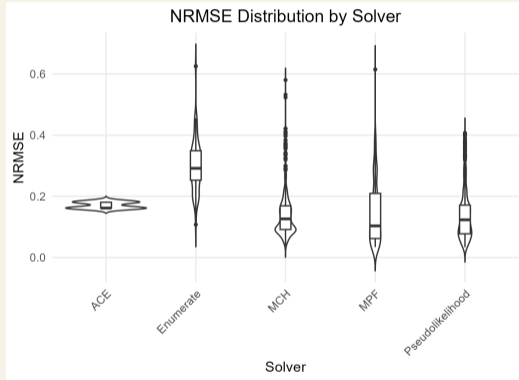 NRMSE Distribution by Solver
NRMSE
0.6
0.4
0.2
0.0
ACE
Enumerate
MCH
MPF
Pseudolikelihood
Solver